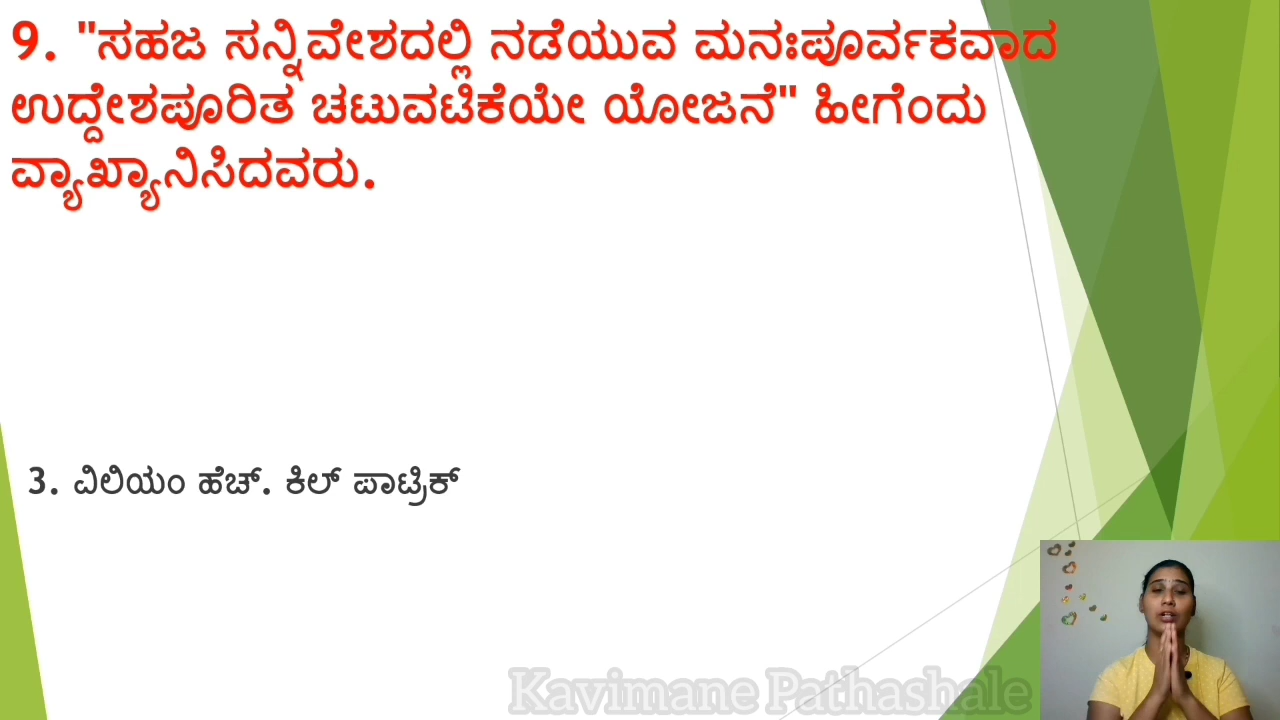 9. "ಸಹಜ ಸನ್ನಿವೇಶದಲ್ಲಿ ನಡೆಯುವ ಮನಃಪೂರ್ವಕವಾದ
ಉದ್ದೇಶಪೂರಿತ ಚಟುವಟಿಕೆಯೇ ಯೋಜನೆ" ಹೀಗೆಂದು
ವ್ಯಾಖ್ಯಾನಿಸಿದವರು.
3. ವಿಲಿಯಂ ಹೆಚ್. ಕಿಲ್ ಪಾಟ್ರಿಕ್
Kavimane Pathashale